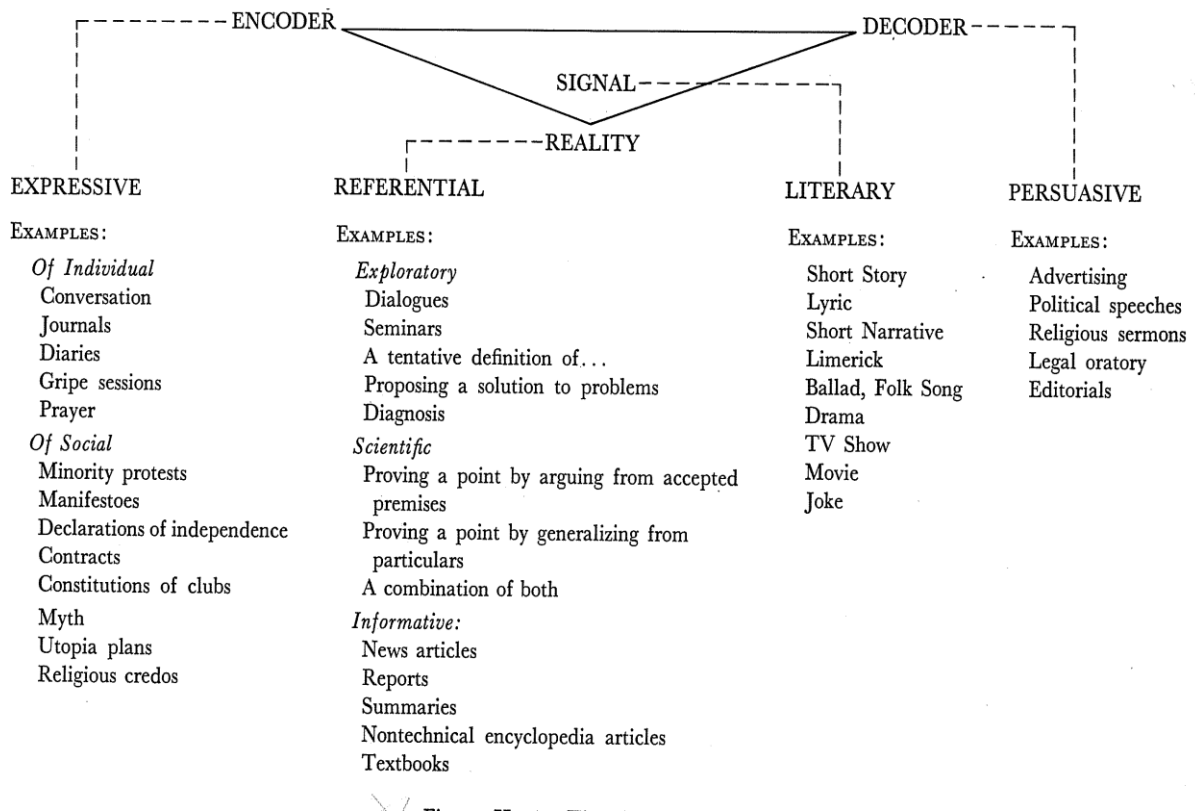 ENCODER
DECODER
SIGNAL
REALITY
EXPRESSIVE
EXAMPLES:
Of Individual
Conversation
Journals
Diaries
Gripe sessions
Prayer
Of Social
Minority protests
Manifestoes
Declarations of independence
Contracts
Constitutions of clubs
Myth
Utopia plans
Religious credos
REFERENTIAL
EXAMPLES:
Exploratory
Dialogues
Seminars
A tentative definition of...
Proposing a solution to problems
Diagnosis
Scientific
Proving a point by arguing from accepted
premises
Proving a point by generalizing from
particulars
A combination of both
Informative:
News articles
Reports
Summaries
Nontechnical encyclopedia articles
Textbooks
LITERARY
EXAMPLES:
Short Story
Lyric
Short Narrative
Limerick
Ballad, Folk Song
Drama
TV Show
Movie
Joke
PERSUASIVE
EXAMPLES:
Advertising
Political speeches
Religious sermons
Legal oratory
Editorials